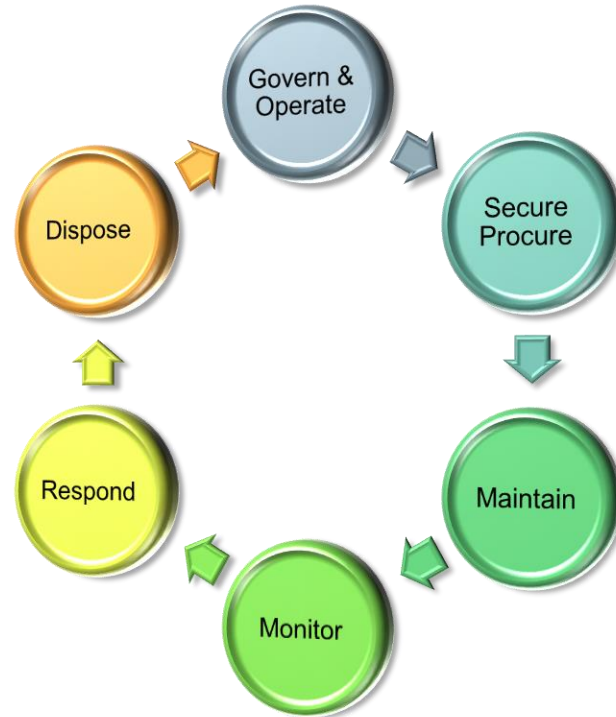 Govern &
Operate
Secure
Procure
Maintain
Monitor
Respond
Dispose